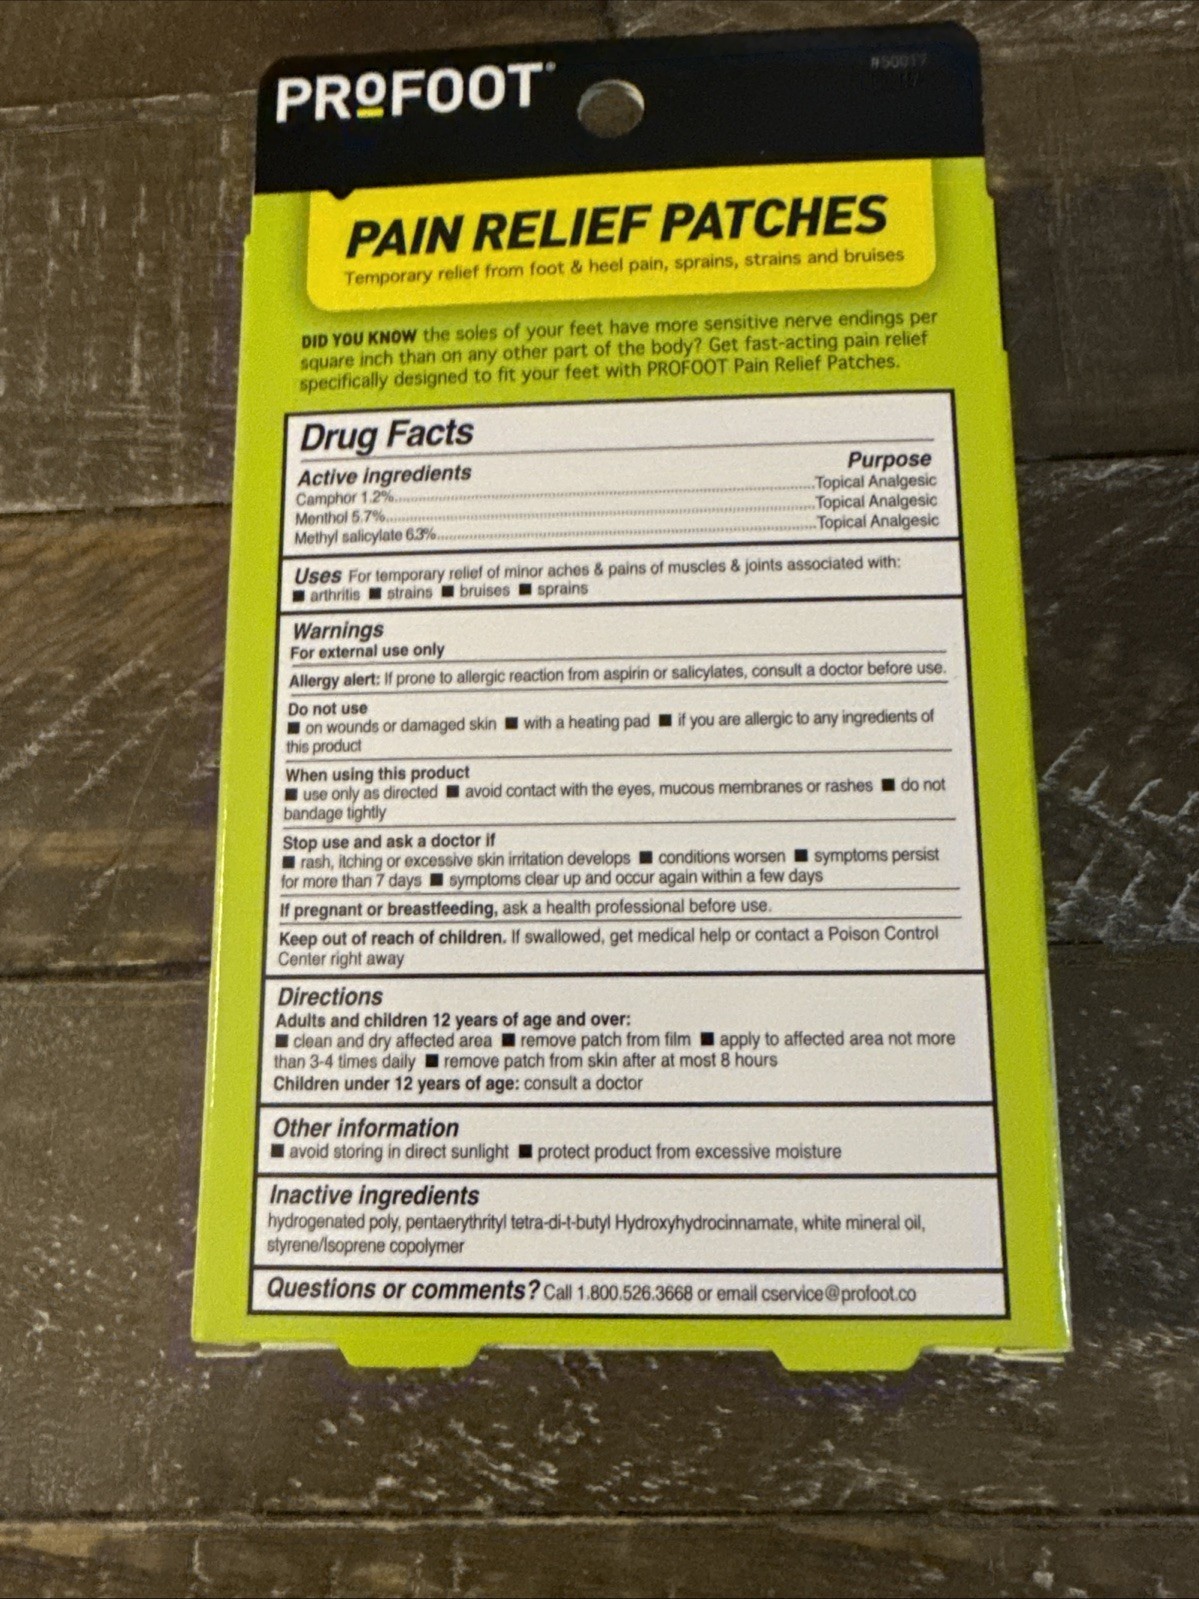 PROFOOT®
#50017
PAIN RELIEF PATCHES
Temporary relief from foot & heel pain, sprains, strains and bruises
DID YOU KNOW the soles of your feet have more sensitive nerve endings per
square inch than on any other part of the body? Get fast-acting pain relief
specifically designed to fit your feet with PROFOOT Pain Relief Patches.
Drug Facts
Active ingredients Purpose
Camphor 1.2%..........Topical Analgesic
Menthol 5.7%..........Topical Analgesic
Methyl salicylate 6.3%..........Topical Analgesic
Uses For temporary relief of minor aches & pains of muscles & joints associated with:
■ arthritis ■ strains ■ bruises ■ sprains
Warnings
For external use only
Allergy alert: If prone to allergic reaction from aspirin or salicylates, consult a doctor before use.
Do not use
■ on wounds or damaged skin ■ with a heating pad ■ if you are allergic to any ingredients of
this product
When using this product
■ use only as directed ■ avoid contact with the eyes, mucous membranes or rashes ■ do not
bandage tightly
Stop use and ask a doctor if
■ rash, itching or excessive skin irritation develops ■ conditions worsen ■ symptoms persist
for more than 7 days ■ symptoms clear up and occur again within a few days
If pregnant or breastfeeding, ask a health professional before use.
Keep out of reach of children. If swallowed, get medical help or contact a Poison Control
Center right away
Directions
Adults and children 12 years of age and over:
■ clean and dry affected area ■ remove patch from film ■ apply to affected area not more
than 3-4 times daily ■ remove patch from skin after at most 8 hours
Children under 12 years of age: consult a doctor
Other information
■ avoid storing in direct sunlight ■ protect product from excessive moisture
Inactive ingredients
hydrogenated poly, pentaerythrityl tetra-di-t-butyl Hydroxyhydrocinnamate, white mineral oil,
styrene/Isoprene copolymer
Questions or comments? Call 1.800.526.3668 or email cservice@profoot.co